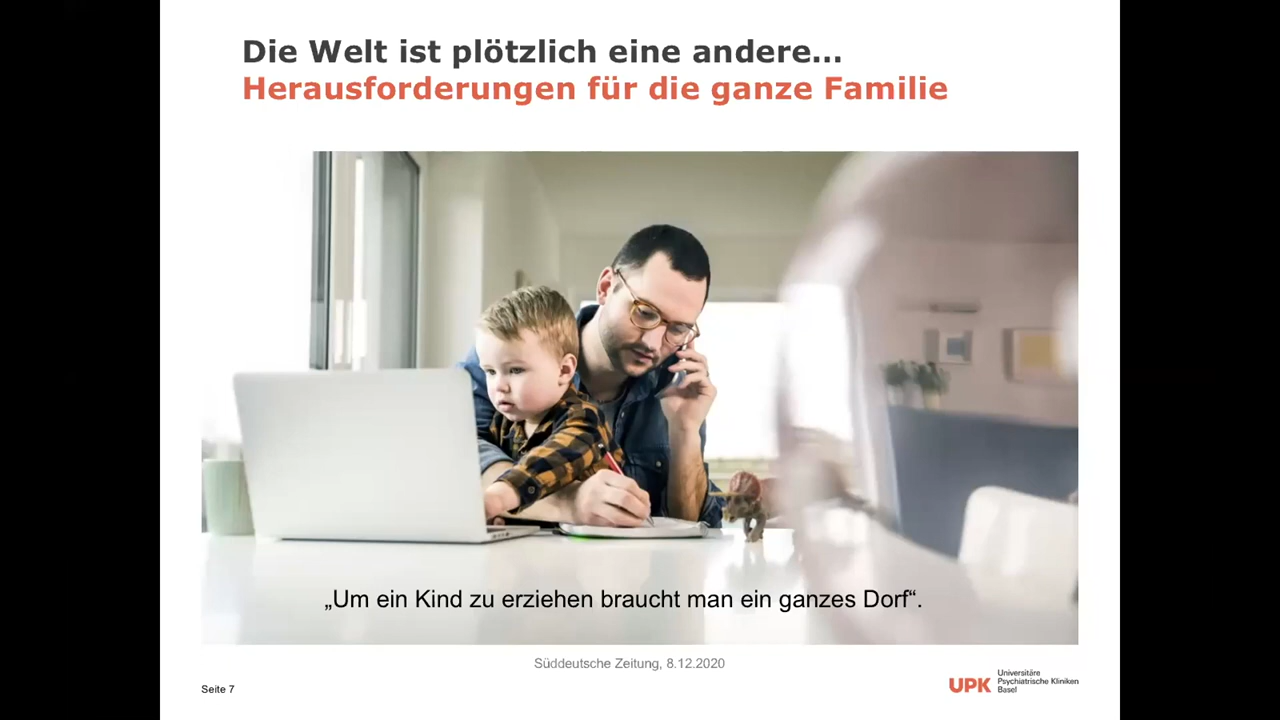 Die Welt ist plötzlich eine andere...
Herausforderungen für die ganze Familie
„Um ein Kind zu erziehen braucht man ein ganzes Dorf“.
Süddeutsche Zeitung, 8.12.2020
Seite 7
UPK
Universitäre
Psychiatrische Kliniken
Basel